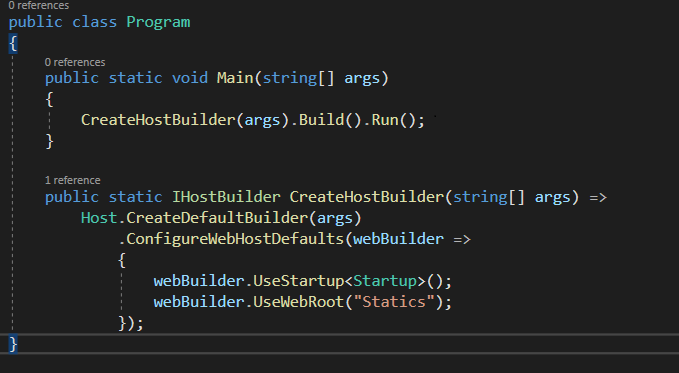 0 references
public class Program
{
0 references
public static void Main(string[] args)
{
CreateHostBuilder(args).Build().Run();
}
1 reference
public static IHostBuilder CreateHostBuilder(string[] args) =>
Host.CreateDefaultBuilder(args)
.ConfigureWebHostDefaults(webBuilder =>
{
webBuilder.UseStartup<Startup>();
webBuilder.UseWebRoot("Statics");
});
}